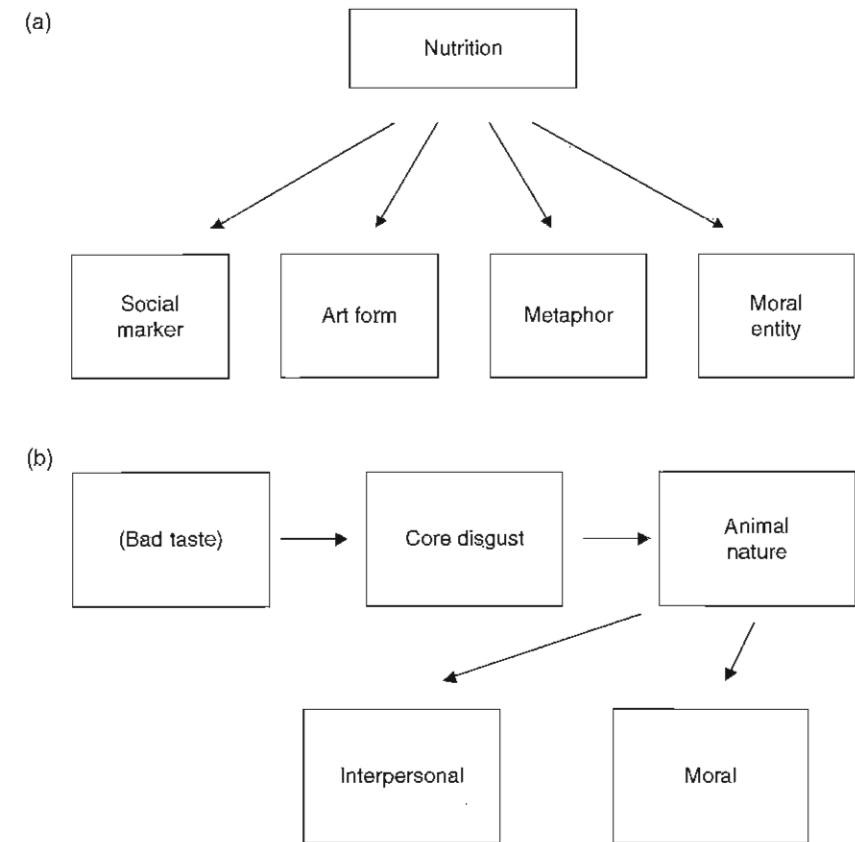 (a)
Nutrition
Social
marker
Art form
Metaphor
Moral
entity
(b)
(Bad taste)
Core disgust
Animal
nature
Interpersonal
Moral